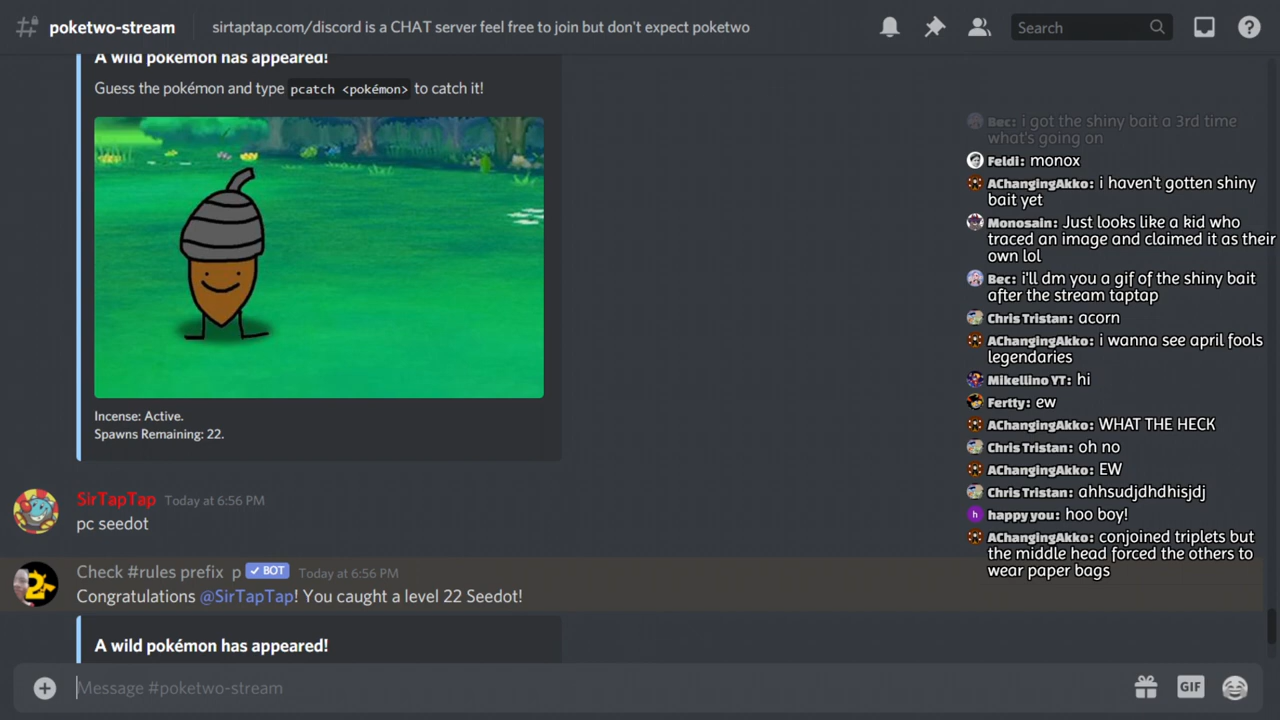 poketwo-stream
sirtaptap.com/discord is a CHAT server feel free to join but don't expect poketwo
Search
A wild pokémon has appeared!
Guess the pokémon and type pcatch <pokémon> to catch it!
Incense: Active.
Spawns Remaining: 22.
SirTapTap Today at 6:56 PM
pc seedot
Check #rules prefix p BOT Today at 6:56 PM
Congratulations @SirTapTap! You caught a level 22 Seedot!
A wild pokémon has appeared!
Message #poketwo-stream
GIF
Bec: i got the shiny bait a 3rd time
what's going on
Feldi: monox
AChangingAkko: i haven't gotten shiny
bait yet
Monosain: Just looks like a kid who
traced an image and claimed it as their
own lol
Bec: i'll dm you a gif of the shiny bait
after the stream taptap
Chris Tristan: acorn
AChangingAkko: i wanna see april fools
legendaries
Mikellino YT: hi
Fertty: ew
AChangingAkko: WHAT THE HECK
Chris Tristan: oh no
AChangingAkko: EW
Chris Tristan: ahhsudjdhdhisjdj
h happy you: hoo boy!
AChangingAkko: conjoined triplets but
the middle head forced the others to
wear paper bags